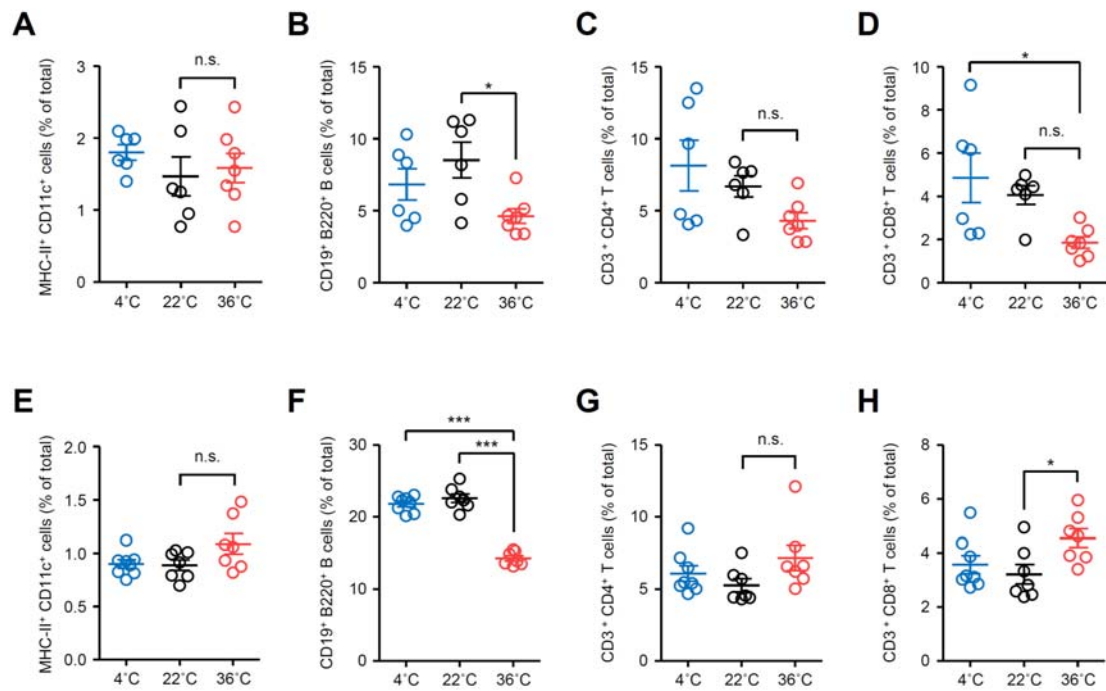 A
MHC-II⁺ CD11c⁺ cells (% of total)
3
2
1
0
n.s.
4˚C 22˚C 36˚C
B
CD19⁺ B220⁺ B cells (% of total)
15
10
5
0
*
4˚C 22˚C 36˚C
C
CD3⁺ CD4⁺ T cells (% of total)
15
10
5
0
n.s.
4˚C 22˚C 36˚C
D
CD3⁺ CD8⁺ T cells (% of total)
10
8
6
4
2
0
*
n.s.
4˚C 22˚C 36˚C
E
MHC-II⁺ CD11c⁺ cells (% of total)
2.0
1.5
1.0
0.5
0.0
n.s.
4˚C 22˚C 36˚C
F
CD19⁺ B220⁺ B cells (% of total)
30
20
10
0
***
***
4˚C 22˚C 36˚C
G
CD3⁺ CD4⁺ T cells (% of total)
15
10
5
0
n.s.
4˚C 22˚C 36˚C
H
CD3⁺ CD8⁺ T cells (% of total)
8
6
4
2
0
*
4˚C 22˚C 36˚C